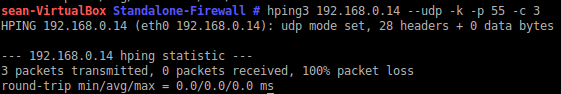 sean-VirtualBox Standalone-Firewall # hping3 192.168.0.14 --udp -k -p 55 -c 3
HPING 192.168.0.14 (eth0 192.168.0.14): udp mode set, 28 headers + 0 data bytes
--- 192.168.0.14 hping statistic ---
3 packets transmitted, 0 packets received, 100% packet loss
round-trip min/avg/max = 0.0/0.0/0.0 ms